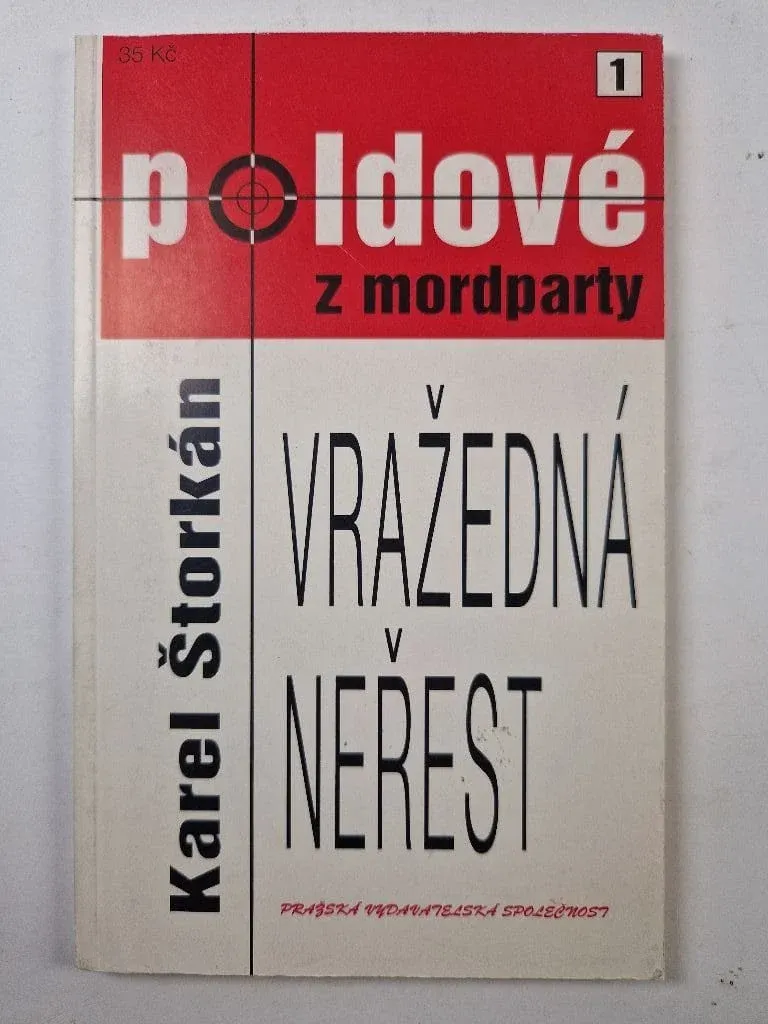 35 Kč
1
poldové
z mordparty
Karel Štorkán
VRAŽEDNÁ
NEŘEST
PRAŽSKÁ VYDAVATELSKÁ SPOLEČNOST